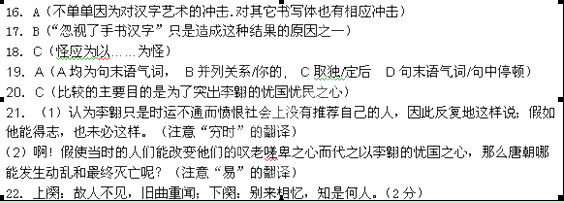 16. A（不单单因为对汉字艺术的冲击.对其它书写体也有相应冲击）
17. B（“忽视了手书汉字”只是造成这种结果的原因之一）
18. C（怪应为以……为怪）
19. A（A 均为句末语气词， B 并列关系/你的， C 取独/定后 D 句末语气词/句中停顿）
20. C（比较的主要目的是为了突出李翱的忧国忧民之心）
21. （1）认为李翱只是时运不通而愤恨社会上没有推荐自己的人，因此反复地这样说；假如
他能得志，也未必这样。（注意“穷时”的翻译）
（2）啊！假使当时的人们能改变他们的叹老嗟卑之心而代之以李翱的忧国之心，那么唐朝哪
能发生动乱和最终灭亡呢？（注意“易”的翻译）
22. 上阕：故人不见，旧曲重闻；下阕：别来相忆，知是何人。（2 分）